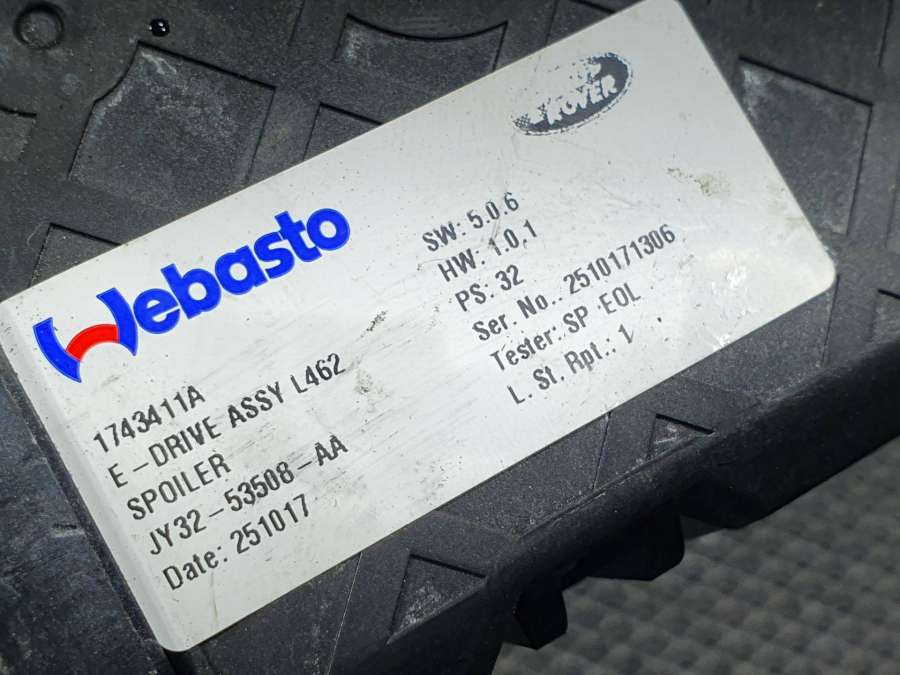 Webasto
1743411A
E-DRIVE ASSY L462
SPOILER
JY32-53508-AA
Date: 251017
ROVER
SW: 5.0.6
HW: 1.0.1
PS: 32
Ser. No.. 2510171306
Tester: SP-EOL
L. St. Rpt.: 1